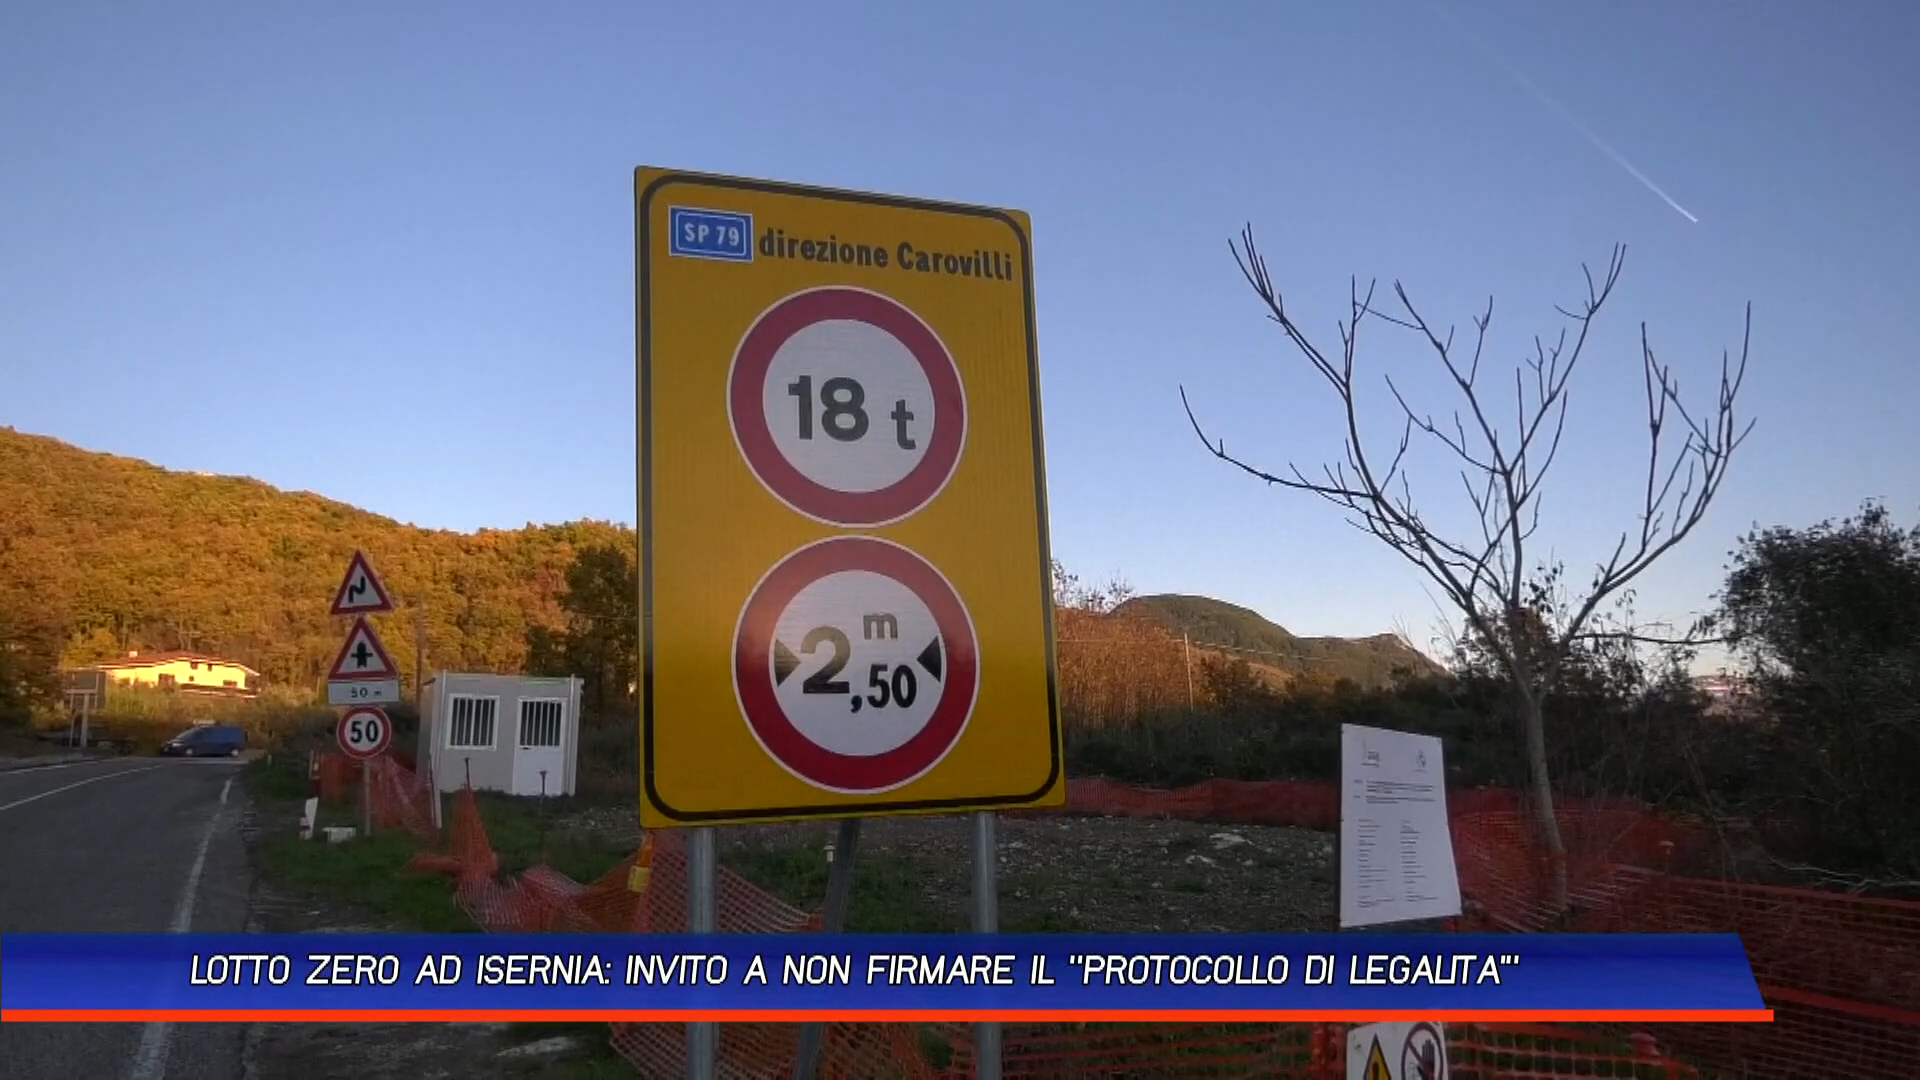 SP 79 direzione Carovilli
18 t
2,50 m
50 m
50
LOTTO ZERO AD ISERNIA: INVITO A NON FIRMARE IL "PROTOCOLLO DI LEGALITA'"